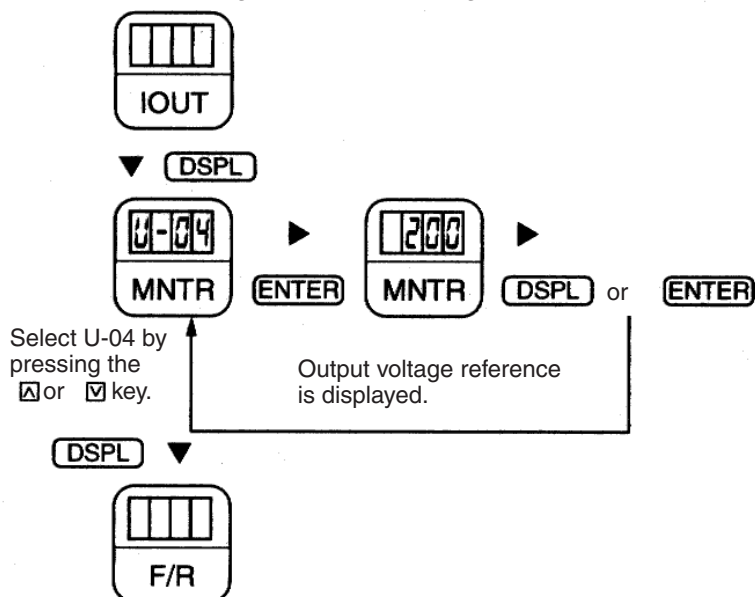 IOUT
DSPL
U-04
MNTR
ENTER
200
MNTR
DSPL or ENTER
Select U-04 by
pressing the
or key.
Output voltage reference
is displayed.
DSPL
F/R